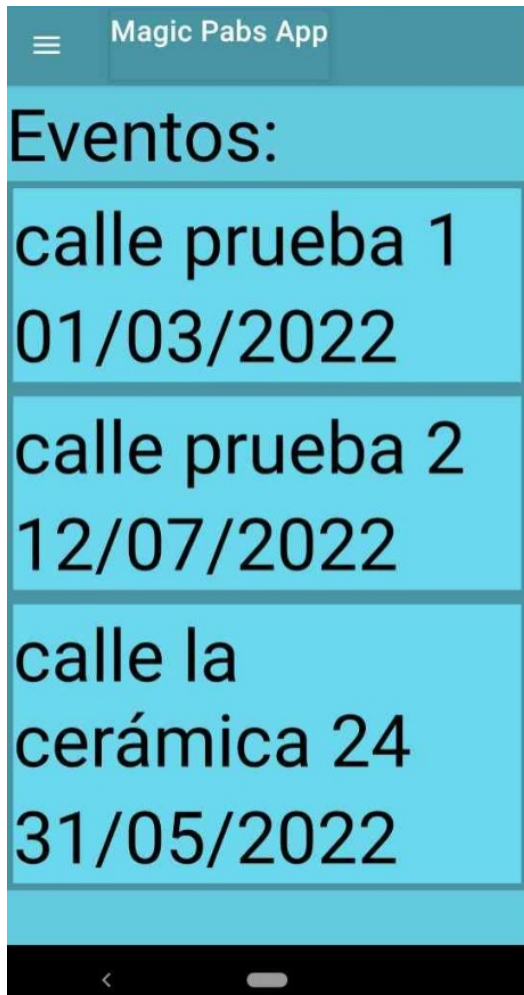 Magic Pabs App
Eventos:
calle prueba 1
01/03/2022
calle prueba 2
12/07/2022
calle la
cerámica 24
31/05/2022